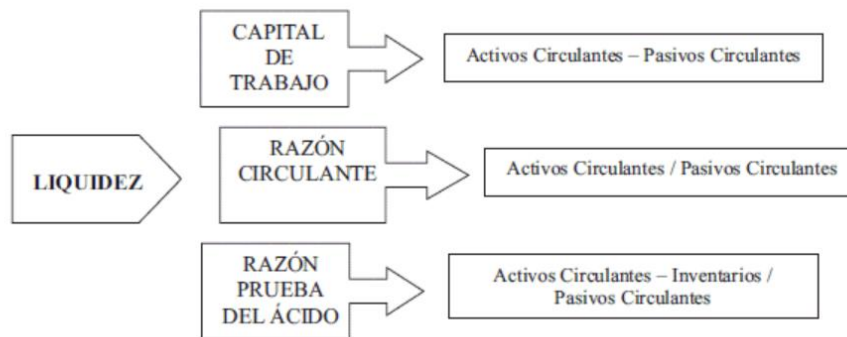 LIQUIDEZ
CAPITAL
DE
TRABAJO
Activos Circulantes – Pasivos Circulantes
RAZÓN
CIRCULANTE
Activos Circulantes / Pasivos Circulantes
RAZÓN
PRUEBA
DEL ÁCIDO
Activos Circulantes – Inventarios /
Pasivos Circulantes